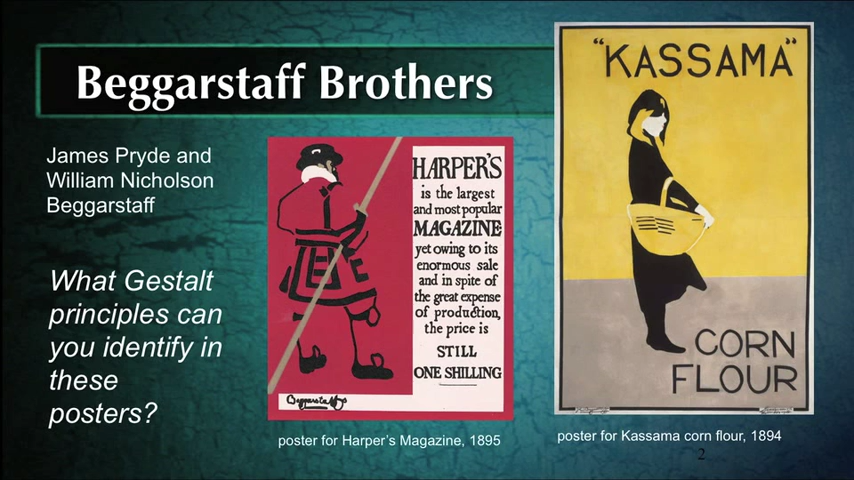 Beggarstaff Brothers
James Pryde and
William Nicholson
Beggarstaff
What Gestalt
principles can
you identify in
these
posters?
HARPER'S
is the largest
and most popular
MAGAZINE
yet owing to its
enormous sale
and in spite of
the great expense
of production,
the price is
STILL
ONE SHILLING
Beggarstaffs
poster for Harper's Magazine, 1895
"KASSAMA"
CORN
FLOUR
poster for Kassama corn flour, 1894
2